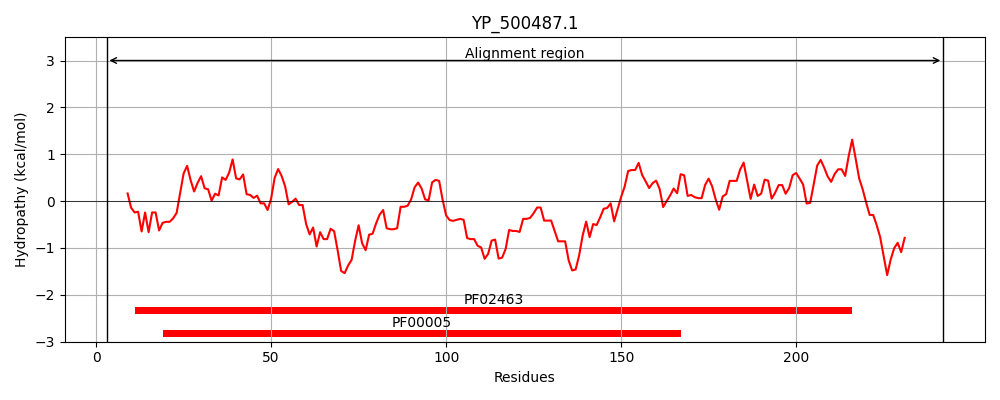 YP_500487.1
Alignment region
Hydropathy (kcal/mol)
3
2
1
0
−1
−2
−3
PF02463
PF00005
0 50 100 150 200
Residues